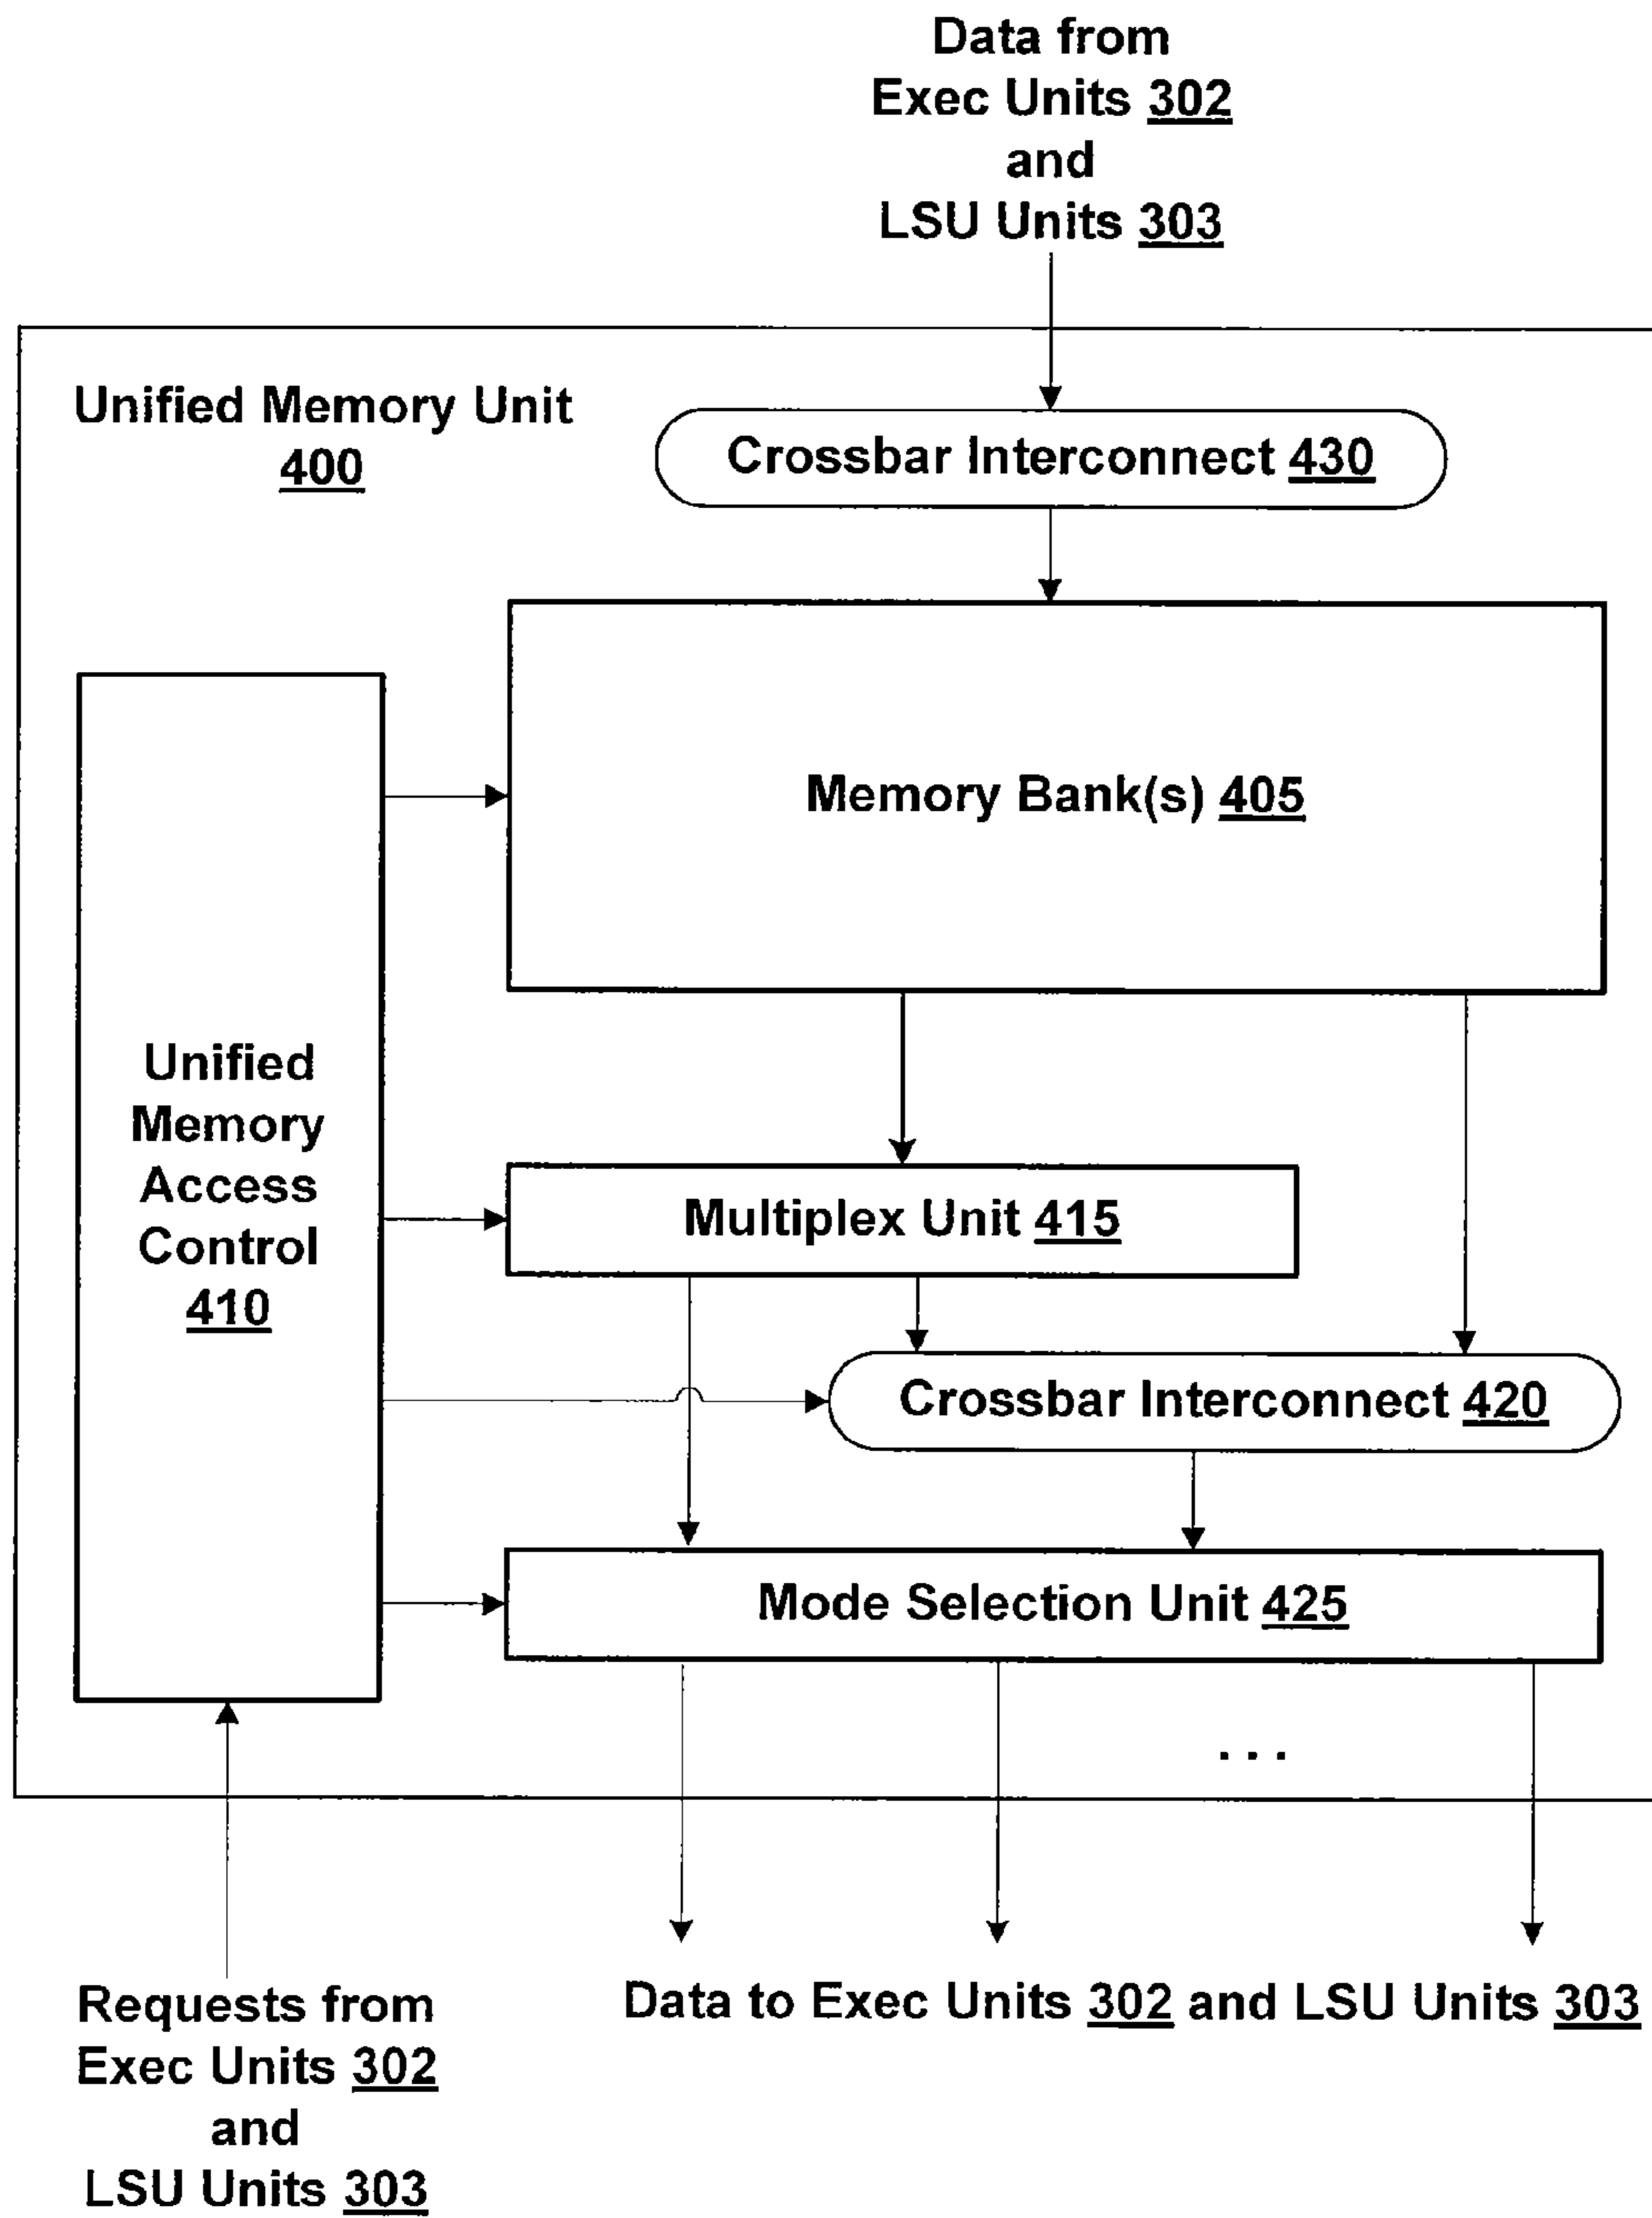 Data from
Exec Units 302
and
LSU Units 303
Unified Memory Unit
400
Crossbar Interconnect 430
Memory Bank(s) 405
Unified
Memory
Access
Control
410
Multiplex Unit 415
Crossbar Interconnect 420
Mode Selection Unit 425
...
Requests from
Exec Units 302
and
LSU Units 303
Data to Exec Units 302 and LSU Units 303